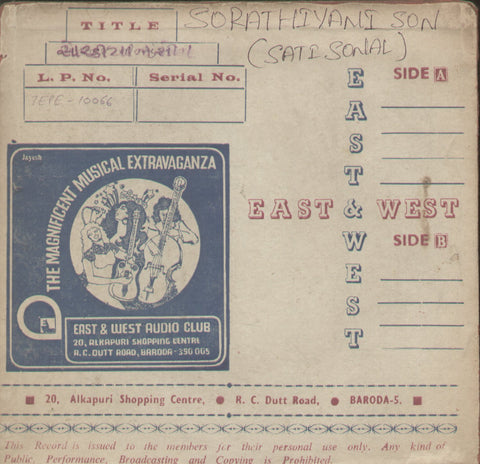 SORATHIYANI SON
(SATI SONAL)
TITLE
L. P. No. Serial No.
7EPE-10066
SIDE A
EAST & WEST
EAST & WEST
SIDE B
Jayesh
THE MAGNIFICENT MUSICAL EXTRAVAGANZA
EAST & WEST AUDIO CLUB
20, ALKAPURI SHOPPING CENTRE
R.C. DUTT ROAD, BARODA-390 005
20, Alkapuri Shopping Centre, R. C. Dutt Road, BARODA-5.
This Record is issued to the members for their personal use only. Any kind of
Public, Performance, Broadcasting and Copying is Prohibited.